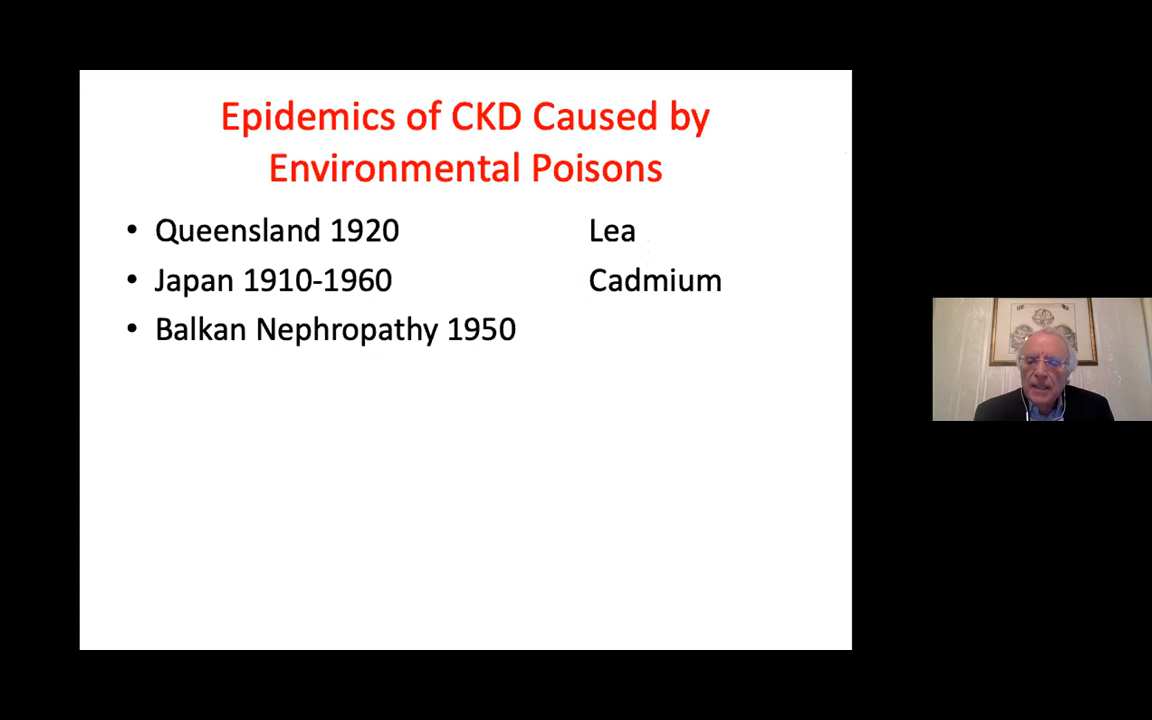 Epidemics of CKD Caused by
Environmental Poisons
• Queensland 1920 Lea
• Japan 1910-1960 Cadmium
• Balkan Nephropathy 1950